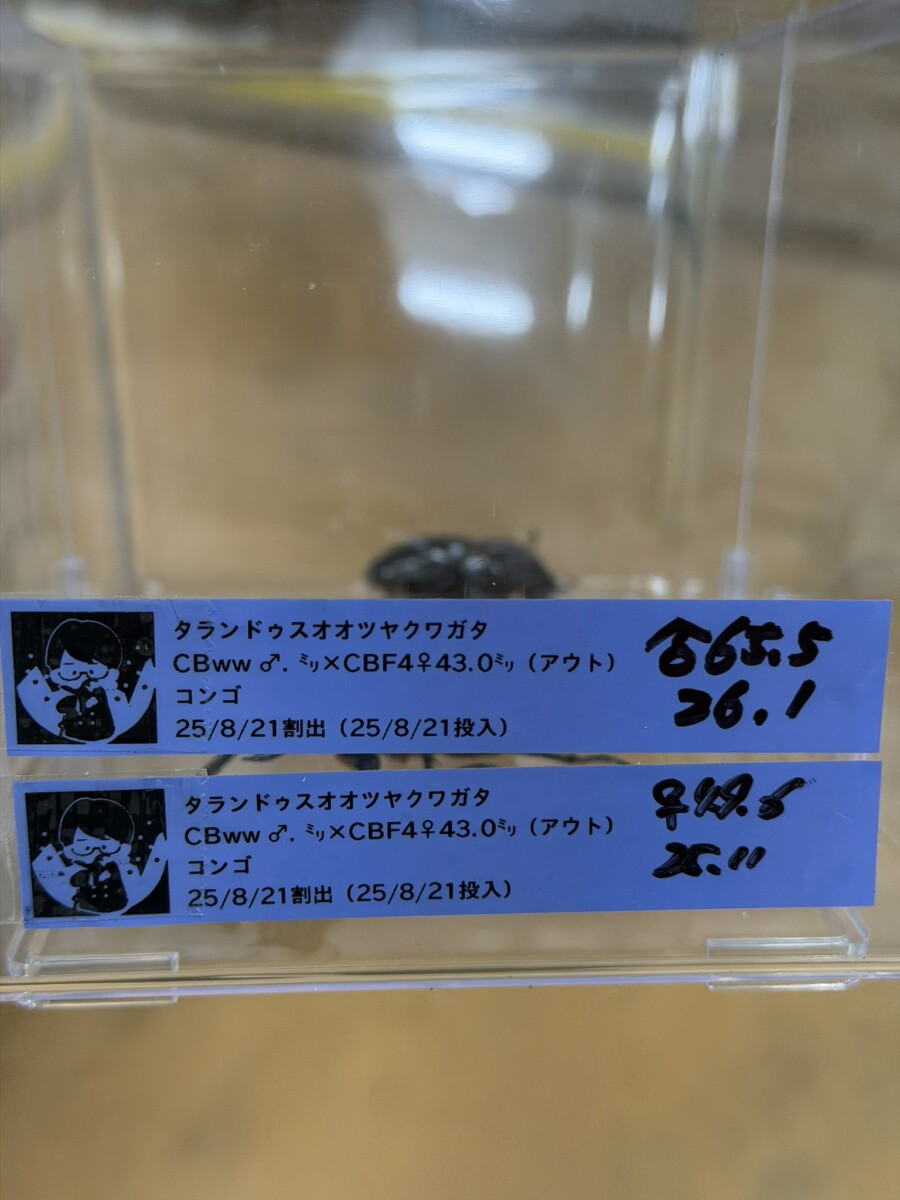 タランドゥスオオツヤクワガタ
CBww ♂. ㍉×CBF4♀43.0㍉（アウト）
コンゴ
25/8/21割出（25/8/21投入）
♂65.5
26.1
タランドゥスオオツヤクワガタ
CBww ♂. ㍉×CBF4♀43.0㍉（アウト）
コンゴ
25/8/21割出（25/8/21投入）
♀49.5
25.11